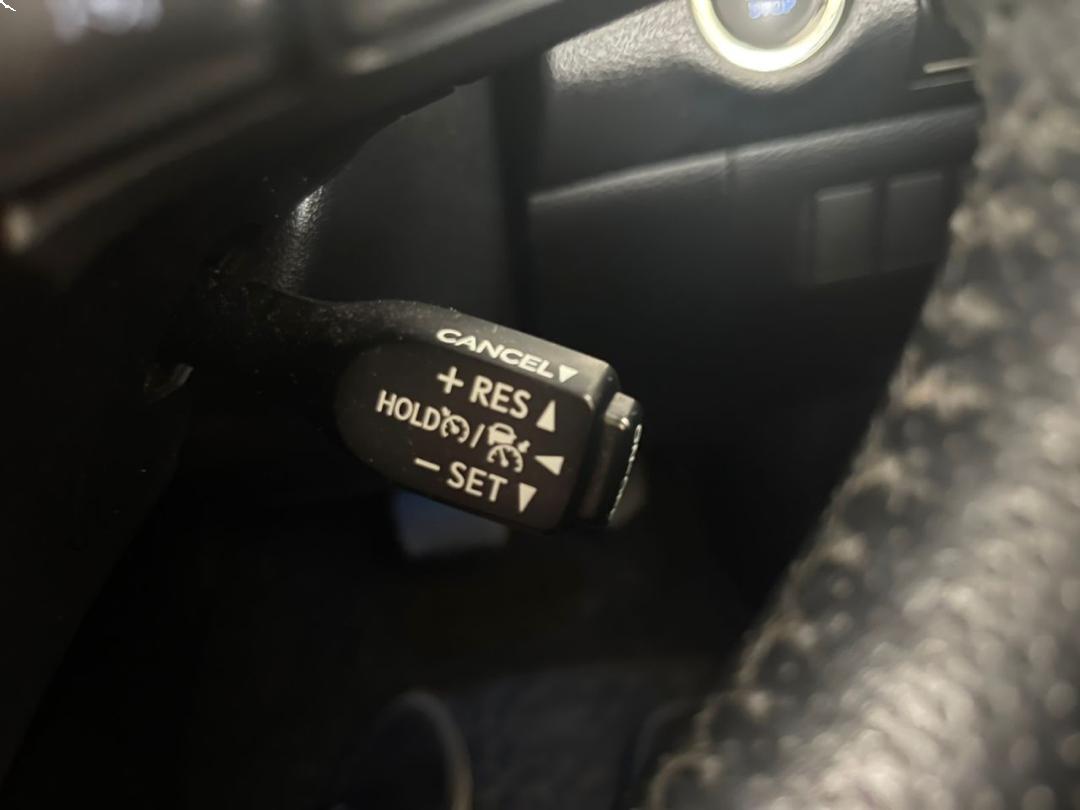 CANCEL▼
+ RES ▲
HOLD / ◀
− SET ▼